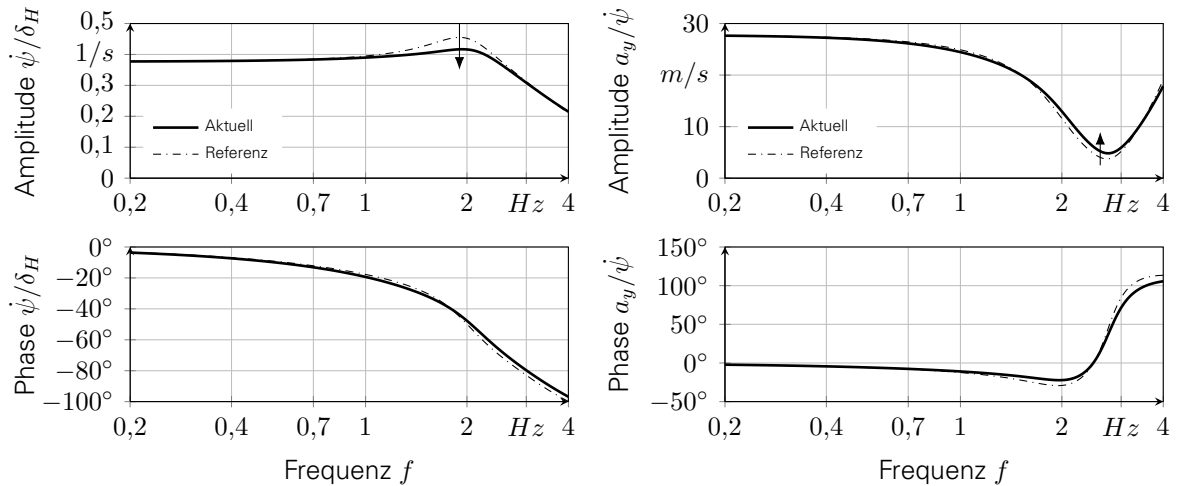 Amplitude ψ̇/δ_H
0,5
1/s
0,3
0,2
0,1
0
Aktuell
Referenz
0,2 0,4 0,7 1 2 Hz 4
Amplitude a_y/ψ̇
30
m/s
10
0
Aktuell
Referenz
0,2 0,4 0,7 1 2 Hz 4
Phase ψ̇/δ_H
0°
−20°
−40°
−60°
−80°
−100°
0,2 0,4 0,7 1 2 Hz 4
Frequenz f
Phase a_y/ψ̇
150°
100°
50°
0°
−50°
0,2 0,4 0,7 1 2 Hz 4
Frequenz f